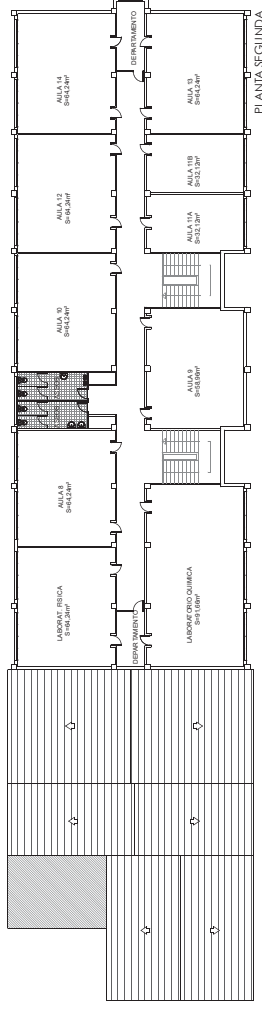 PLANTA SEGUNDA
LABORAT. FISICA
S=64,24m²
AULA 8
S=64,24m²
AULA 10
S=64,24m²
AULA 12
S=64,24m²
AULA 14
S=64,24m²
DEPARTAMENTO
DEPARTAMENTO
LABORATORIO QUIMICA
S=91,66m²
AULA 9
S=58,96m²
AULA 11A
S=32,12m²
AULA 11B
S=32,12m²
AULA 13
S=64,24m²